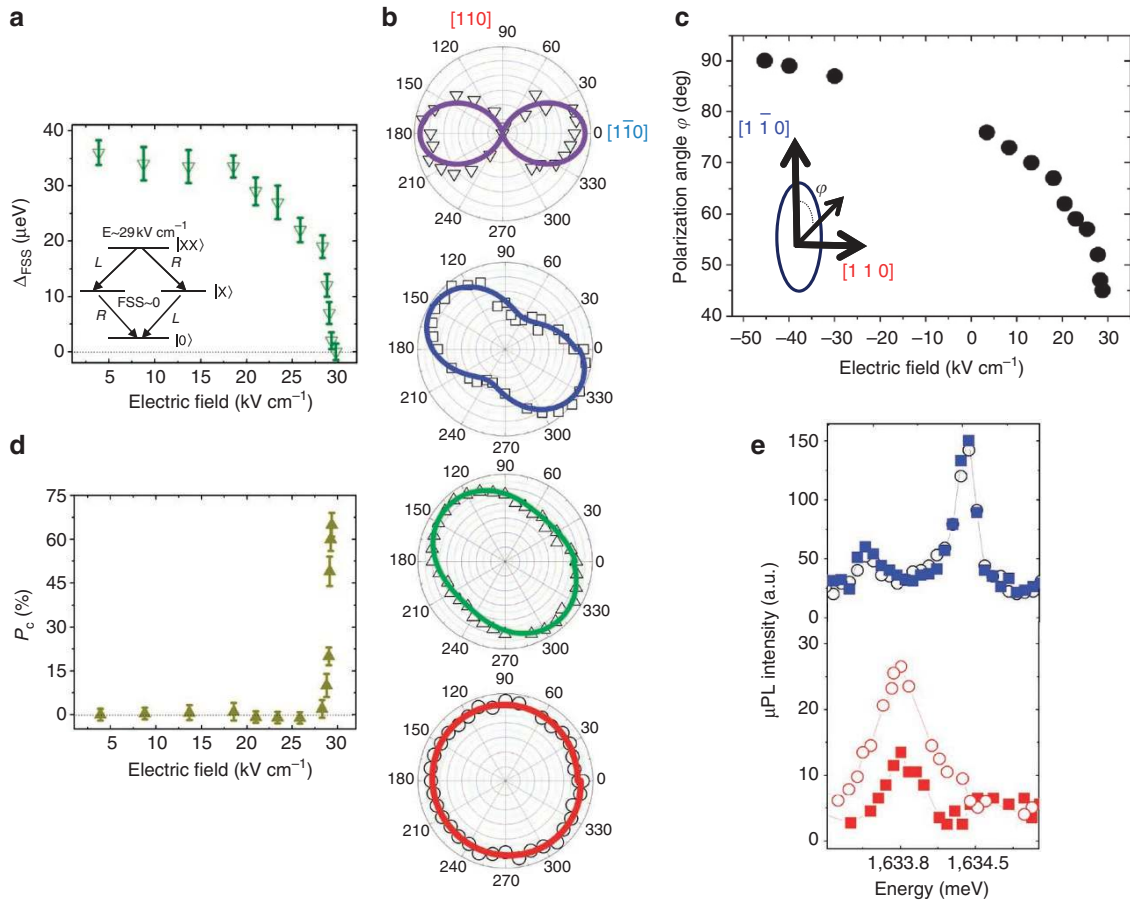 a
40
30
20
10
0
Δ_FSS (μeV)
E~29 kV cm⁻¹
|XX⟩
L
R
|X⟩
FSS~0
R
L
|0⟩
5 10 15 20 25 30
Electric field (kV cm⁻¹)
b
[110]
90
120 60
150 30
180 0
[11̄0]
210 330
240 300
270
90
120 60
150 30
180 0
210 330
240 300
270
90
120 60
150 30
180 0
210 330
240 300
270
90
120 60
150 30
180 0
210 330
240 300
270
c
90
80
70
60
50
40
Polarization angle φ (deg)
[1 1̄ 0]
φ
[1 1 0]
−50 −40 −30 −20 −10 0 10 20 30
Electric field (kV cm⁻¹)
d
75
60
45
30
15
0
P_c (%)
5 10 15 20 25 30
Electric field (kV cm⁻¹)
e
150
100
50
0
30
20
10
0
μPL intensity (a.u.)
1,633.8 1,634.5
Energy (meV)